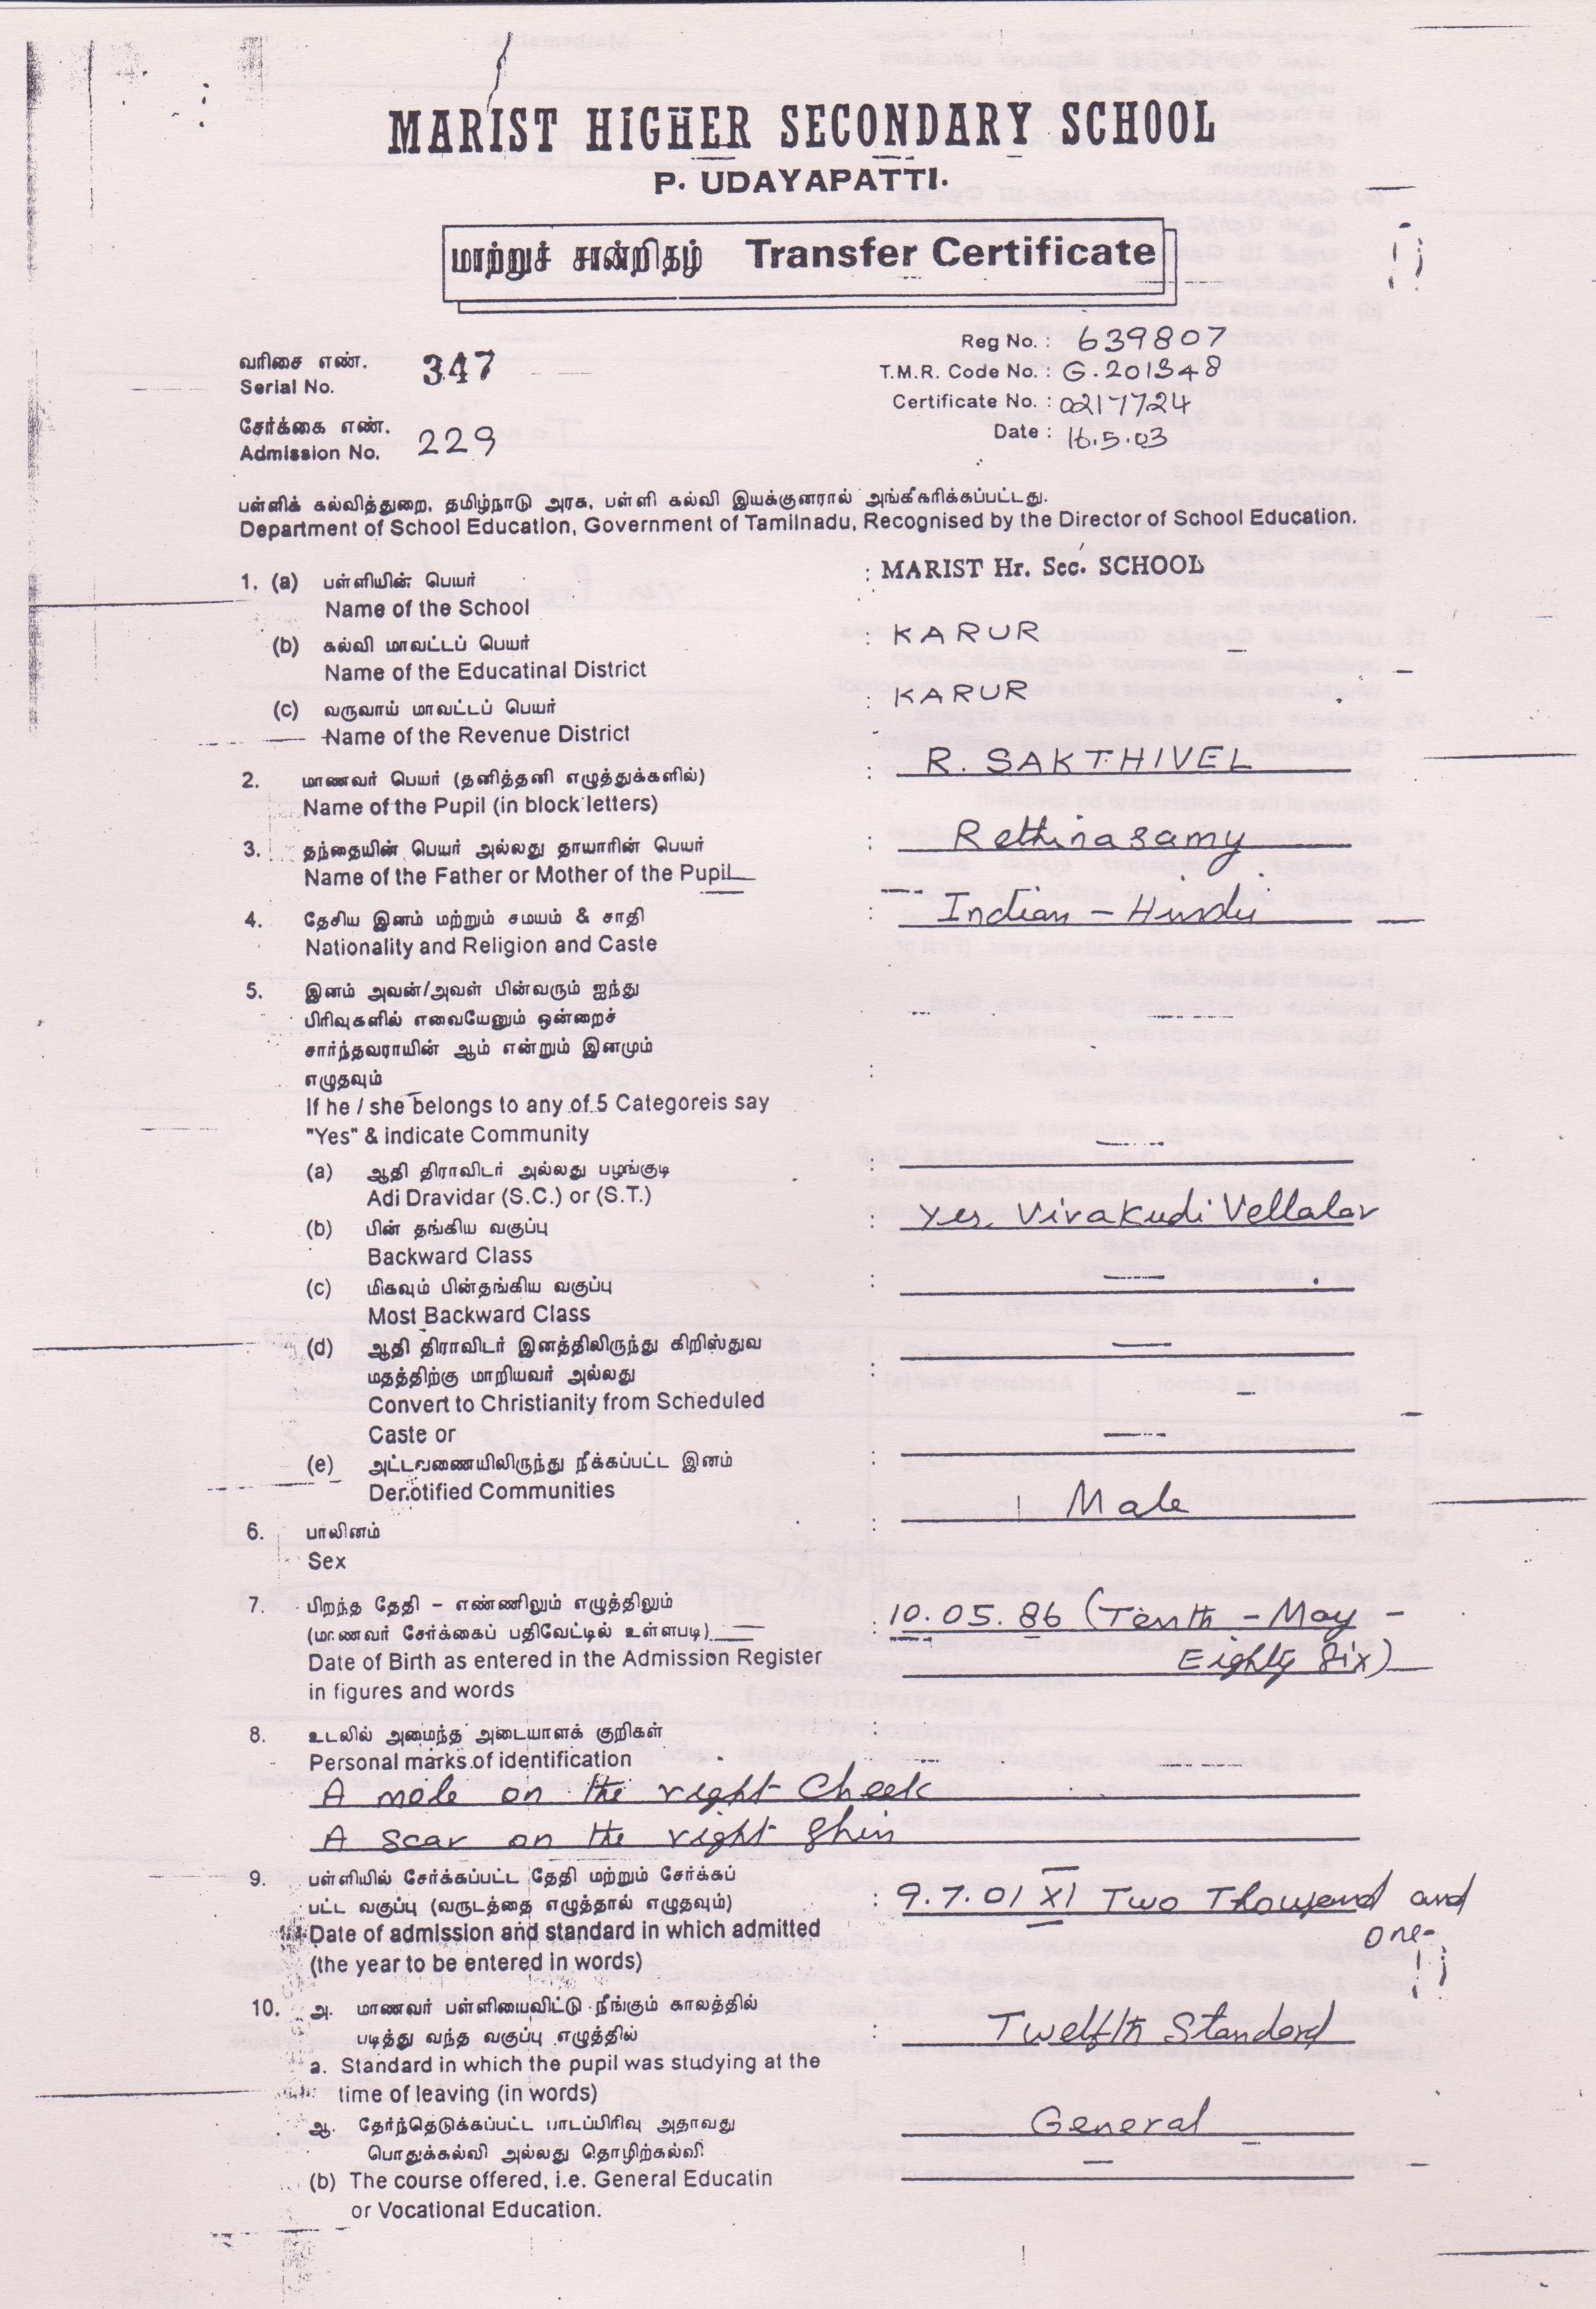 MARIST HIGHER SECONDARY SCHOOL
P. UDAYAPATTI.
மாற்றுச் சான்றிதழ் Transfer Certificate
Reg No. : 639807
வரிசை எண். 347
Serial No.
T.M.R. Code No. : G.201348
Certificate No. : 0217724
சேர்க்கை எண். 229
Admission No.
Date : 16.5.03
பள்ளிக் கல்வித்துறை, தமிழ்நாடு அரசு, பள்ளி கல்வி இயக்குனரால் அங்கீகரிக்கப்பட்டது.
Department of School Education, Government of Tamilnadu, Recognised by the Director of School Education.
1. (a) பள்ளியின் பெயர் : MARIST Hr. Sec. SCHOOL
Name of the School
(b) கல்வி மாவட்டப் பெயர் : KARUR
Name of the Educatinal District
(c) வருவாய் மாவட்டப் பெயர் : KARUR
Name of the Revenue District
2. மாணவர் பெயர் (தனித்தனி எழுத்துக்களில்) : R. SAKTHIVEL
Name of the Pupil (in block letters)
3. தந்தையின் பெயர் அல்லது தாயாரின் பெயர் : Rethinasamy
Name of the Father or Mother of the Pupil
4. தேசிய இனம் மற்றும் சமயம் & சாதி : Indian - Hindu
Nationality and Religion and Caste
5. இனம் அவன்/அவள் பின்வரும் ஐந்து
பிரிவுகளில் எவையேனும் ஒன்றைச்
சார்ந்தவராயின் ஆம் என்றும் இனமும்
எழுதவும் :
If he / she belongs to any of 5 Categoreis say
"Yes" & indicate Community
(a) ஆதி திராவிடர் அல்லது பழங்குடி : —
Adi Dravidar (S.C.) or (S.T.)
(b) பின் தங்கிய வகுப்பு : Yes. Virakudi Vellalar
Backward Class
(c) மிகவும் பின்தங்கிய வகுப்பு : —
Most Backward Class
(d) ஆதி திராவிடர் இனத்திலிருந்து கிறிஸ்துவ
மதத்திற்கு மாறியவர் அல்லது : —
Convert to Christianity from Scheduled
Caste or
(e) அட்டவணையிலிருந்து நீக்கப்பட்ட இனம் : —
Denotified Communities
6. பாலினம் : Male
Sex
7. பிறந்த தேதி – எண்ணிலும் எழுத்திலும் : 10.05.86 (Tenth - May -
(மாணவர் சேர்க்கைப் பதிவேட்டில் உள்ளபடி)
Date of Birth as entered in the Admission Register Eighty Six)
in figures and words
8. உடலில் அமைந்த அடையாளக் குறிகள் :
Personal marks of identification
A mole on the right Cheek
A scar on the right Shin
9. பள்ளியில் சேர்க்கப்பட்ட தேதி மற்றும் சேர்க்கப்
பட்ட வகுப்பு (வருடத்தை எழுத்தால் எழுதவும்) : 9.7.01 XI Two Thousand and
Date of admission and standard in which admitted one-
(the year to be entered in words)
10. அ. மாணவர் பள்ளியைவிட்டு நீங்கும் காலத்தில்
படித்து வந்த வகுப்பு எழுத்தில் : Twelfth Standard
a. Standard in which the pupil was studying at the
time of leaving (in words)
ஆ. தேர்ந்தெடுக்கப்பட்ட பாடப்பிரிவு அதாவது General
பொதுக்கல்வி அல்லது தொழிற்கல்வி
(b) The course offered, i.e. General Educatin —
or Vocational Education.